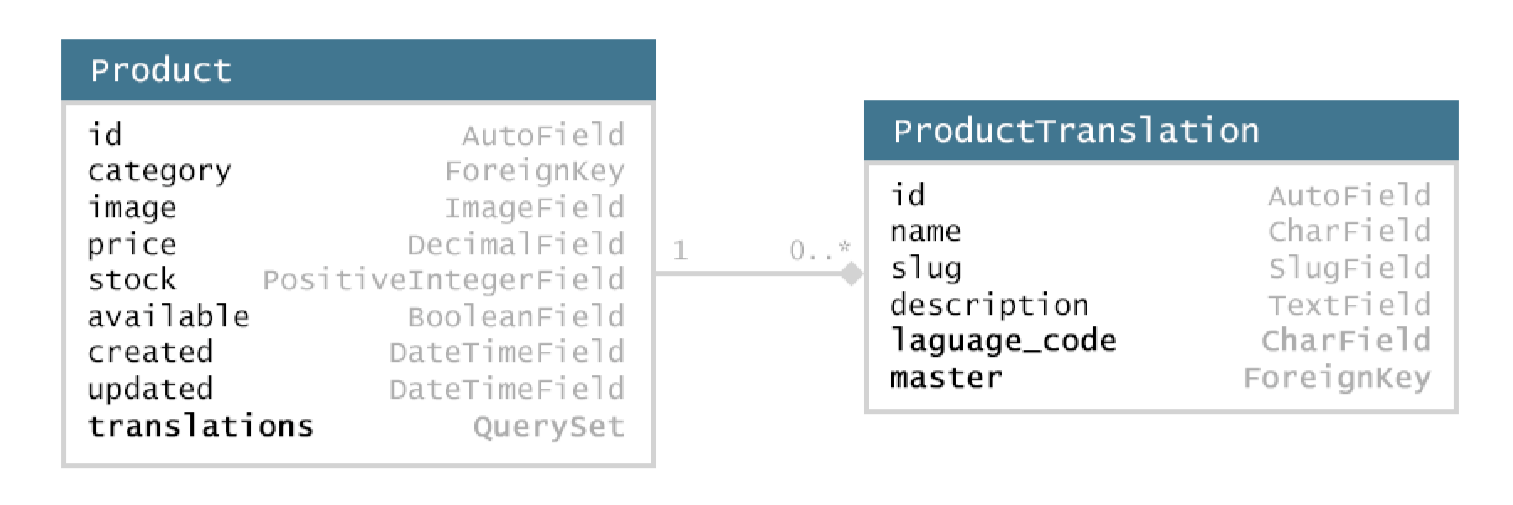 Product
id AutoField
category ForeignKey
image ImageField
price DecimalField
stock PositiveIntegerField
available BooleanField
created DateTimeField
updated DateTimeField
translations QuerySet
1 0..*
ProductTranslation
id AutoField
name CharField
slug SlugField
description TextField
laguage_code CharField
master ForeignKey